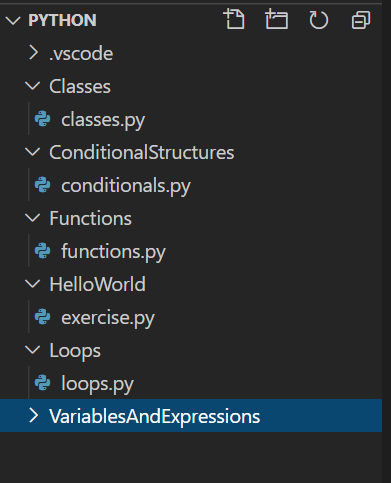 PYTHON
.vscode
Classes
classes.py
ConditionalStructures
conditionals.py
Functions
functions.py
HelloWorld
exercise.py
Loops
loops.py
VariablesAndExpressions